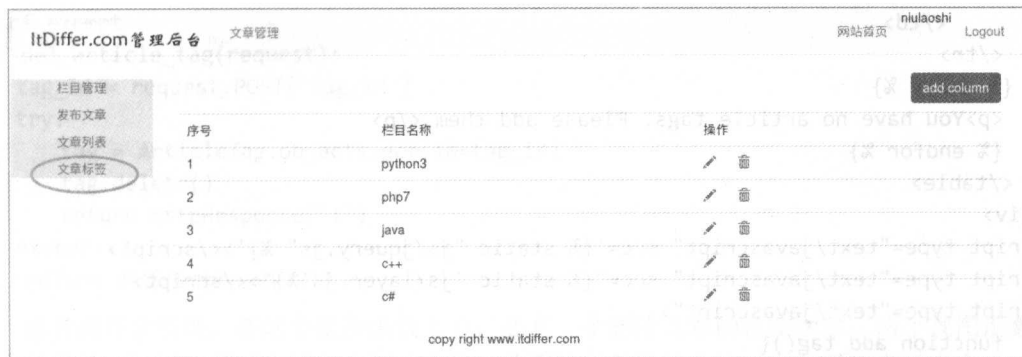 ItDiffer.com管理后台 文章管理 网站首页 niulaoshi Logout
栏目管理
发布文章
文章列表
文章标签
add column
序号 栏目名称 操作
1 python3
2 php7
3 java
4 c++
5 c#
copy right www.itdiffer.com